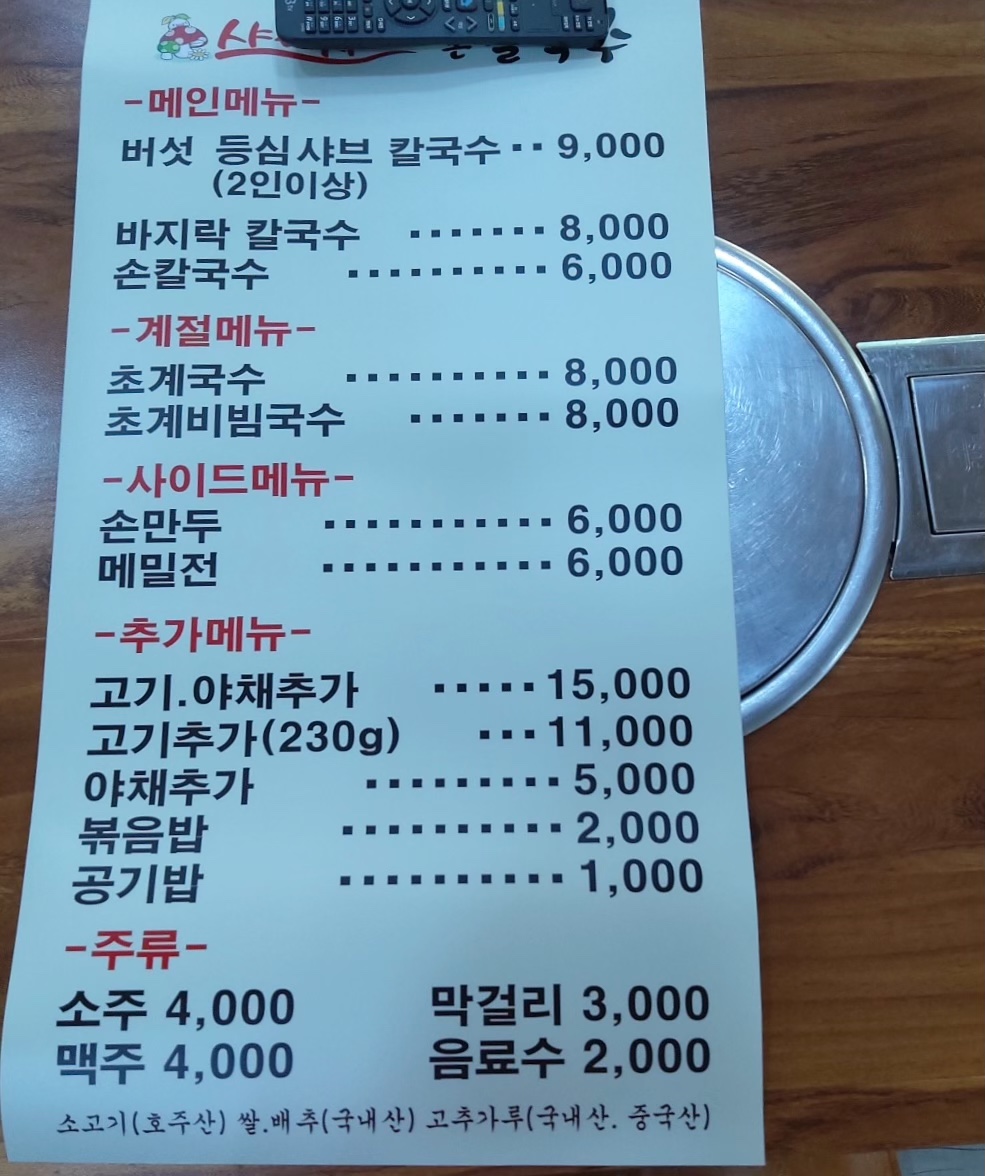 -메인메뉴-
버섯 등심샤브 칼국수 ·· 9,000
(2인이상)
바지락 칼국수 ······· 8,000
손칼국수 ·········· 6,000
-계절메뉴-
초계국수 ·········· 8,000
초계비빔국수 ······· 8,000
-사이드메뉴-
손만두 ··········· 6,000
메밀전 ··········· 6,000
-추가메뉴-
고기.야채추가 ····· 15,000
고기추가(230g) ··· 11,000
야채추가 ·········· 5,000
볶음밥 ·········· 2,000
공기밥 ·········· 1,000
-주류-
소주 4,000 막걸리 3,000
맥주 4,000 음료수 2,000
소고기(호주산) 쌀.배추(국내산) 고추가루(국내산. 중국산)